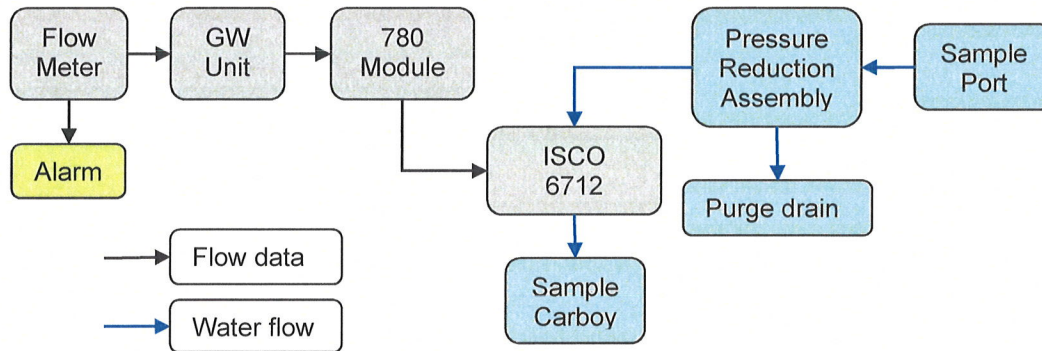 Flow
Meter
GW
Unit
780
Module
Pressure
Reduction
Assembly
Sample
Port
Alarm
ISCO
6712
Purge drain
Flow data
Sample
Carboy
Water flow